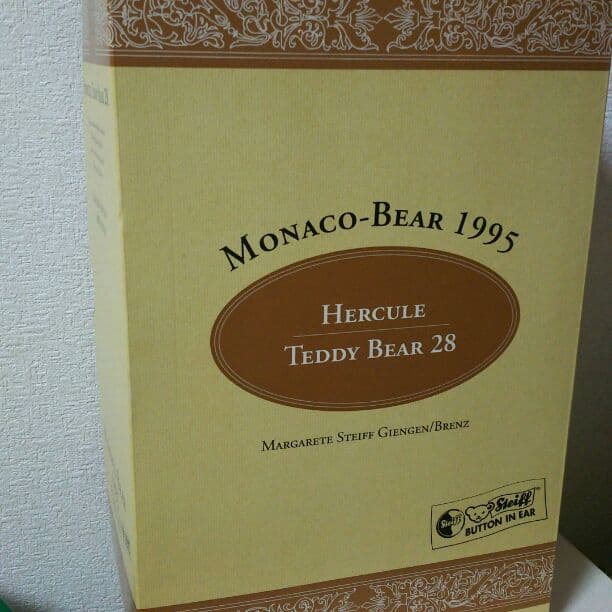 Monaco-Bear 1995
Hercule
Teddy Bear 28
Margarete Steiff Giengen/Brenz
Steiff
Steiff
BUTTON IN EAR